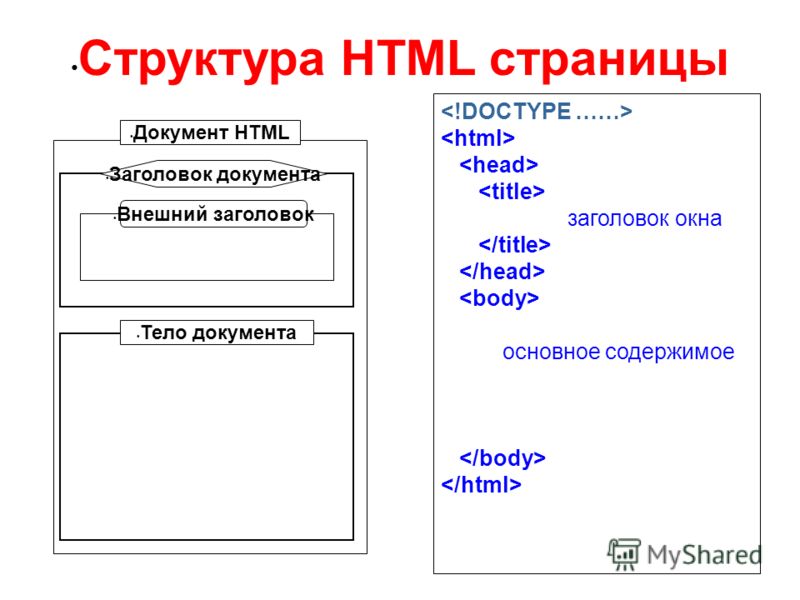 Структура HTML страницы
Документ HTML
Заголовок документа
Внешний заголовок
Тело документа
<!DOCTYPE ……>
<html>
<head>
<title>
заголовок окна
</title>
</head>
<body>
основное содержимое
</body>
</html>
MyShared